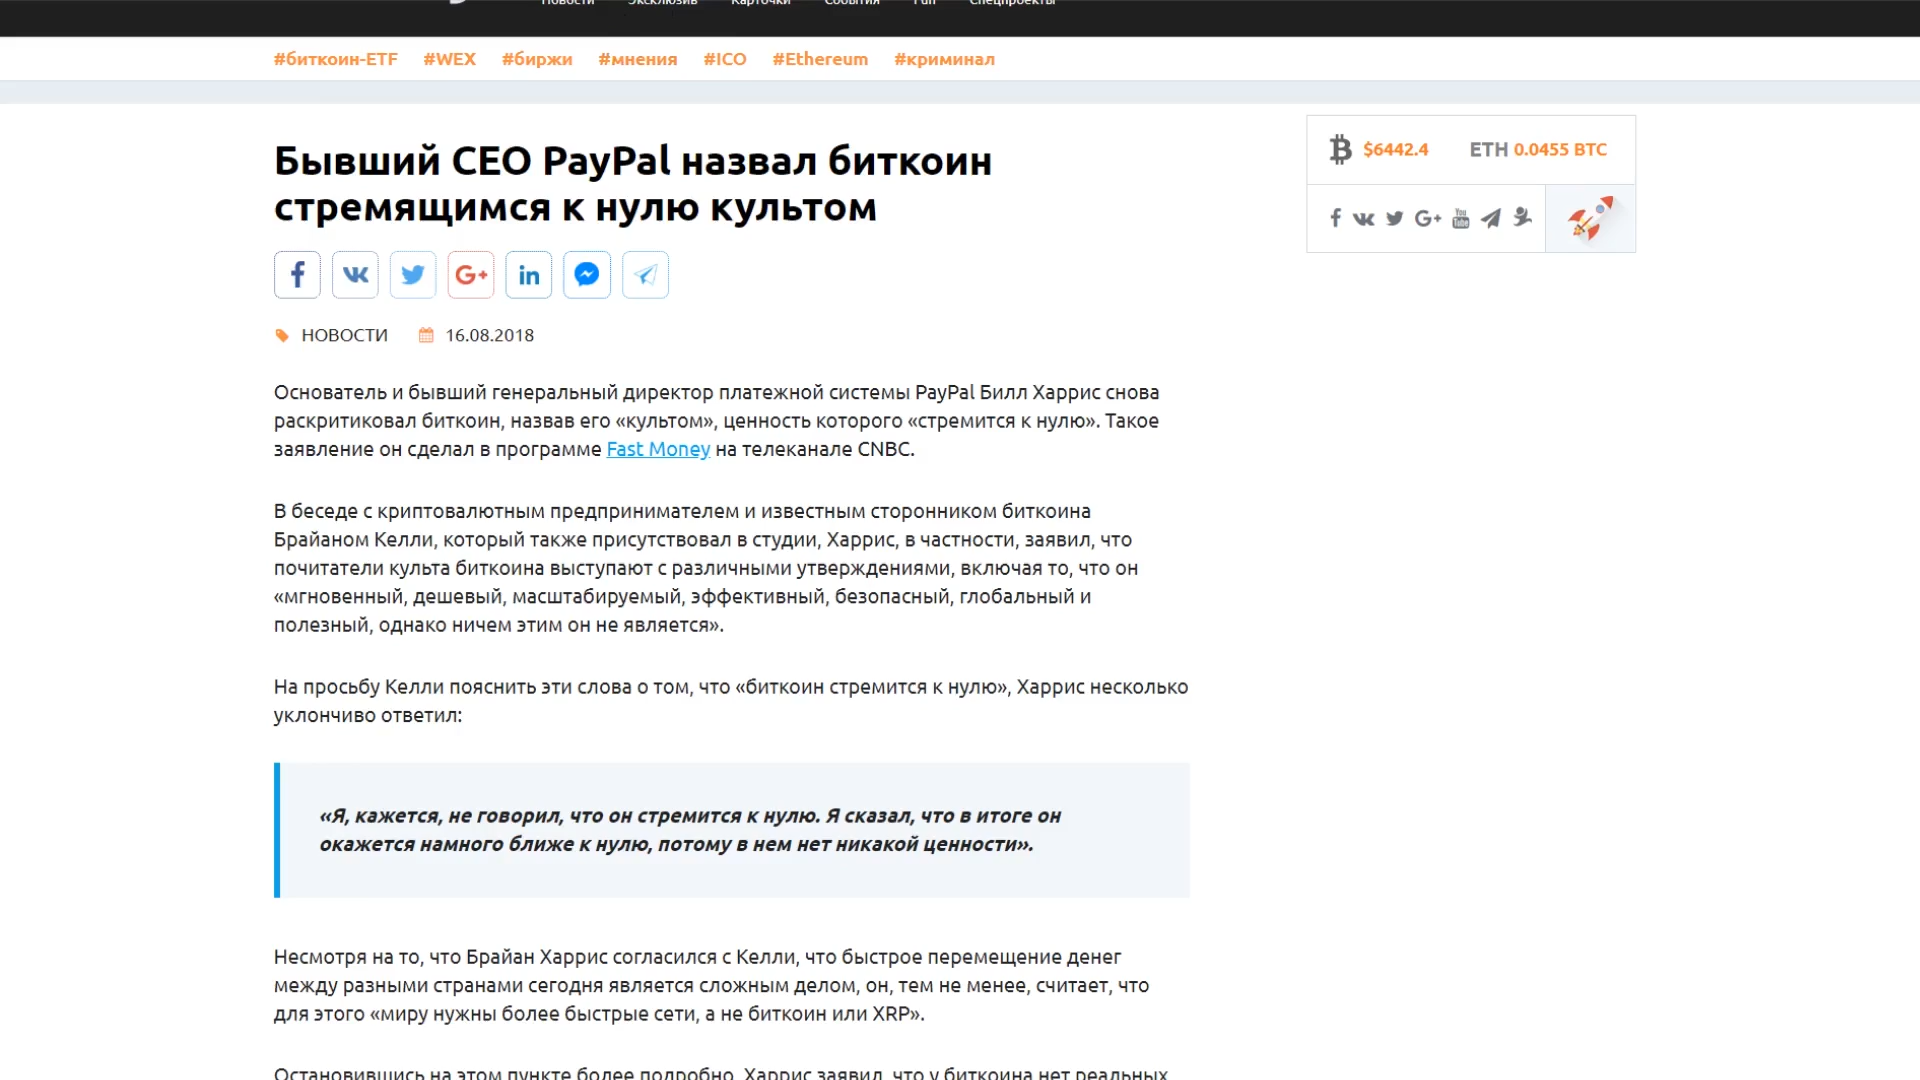 Новости Эксклюзив Карточки События Fun Спецпроекты
#биткоин-ETF #WEX #биржи #мнения #ICO #Ethereum #криминал
Бывший CEO PayPal назвал биткоин
стремящимся к нулю культом
$6442.4 ETH 0.0455 BTC
НОВОСТИ 16.08.2018
Основатель и бывший генеральный директор платежной системы PayPal Билл Харрис снова
раскритиковал биткоин, назвав его «культом», ценность которого «стремится к нулю». Такое
заявление он сделал в программе Fast Money на телеканале CNBC.
В беседе с криптовалютным предпринимателем и известным сторонником биткоина
Брайаном Келли, который также присутствовал в студии, Харрис, в частности, заявил, что
почитатели культа биткоина выступают с различными утверждениями, включая то, что он
«мгновенный, дешевый, масштабируемый, эффективный, безопасный, глобальный и
полезный, однако ничем этим он не является».
На просьбу Келли пояснить эти слова о том, что «биткоин стремится к нулю», Харрис несколько
уклончиво ответил:
«Я, кажется, не говорил, что он стремится к нулю. Я сказал, что в итоге он
окажется намного ближе к нулю, потому в нем нет никакой ценности».
Несмотря на то, что Брайан Харрис согласился с Келли, что быстрое перемещение денег
между разными странами сегодня является сложным делом, он, тем не менее, считает, что
для этого «миру нужны более быстрые сети, а не биткоин или XRP».
Остановившись на этом пункте более подробно, Харрис заявил, что у биткоина нет реальных